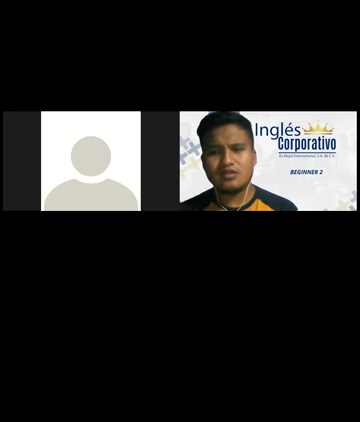 Inglés
Corporativo
By Royal International, S.A. de C.V.
BEGINNER 2